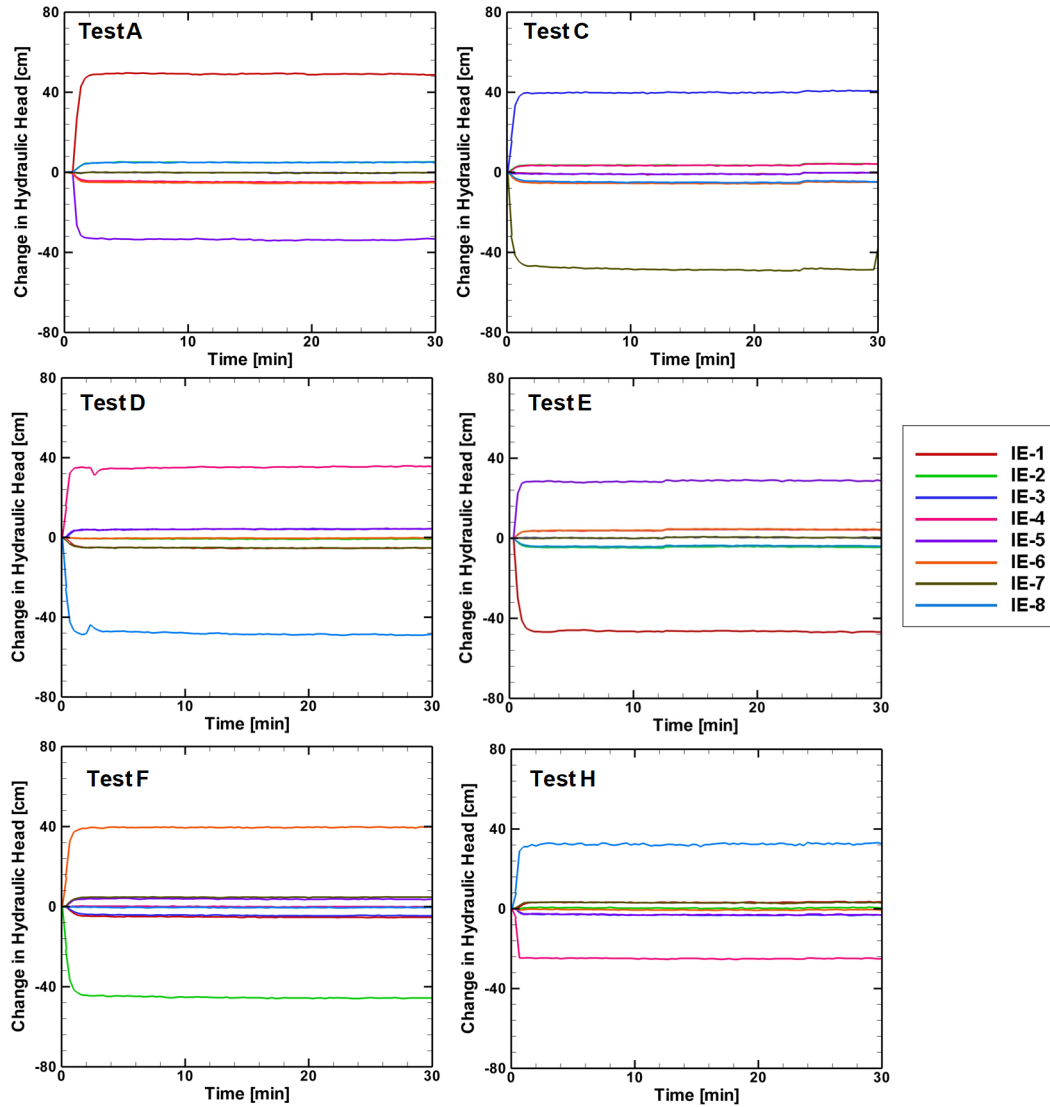 Test A
Change in Hydraulic Head [cm]
80
40
0
-40
-80
0
10
20
30
Time [min]
Test C
Change in Hydraulic Head [cm]
80
40
0
-40
-80
0
10
20
30
Time [min]
Test D
Change in Hydraulic Head [cm]
80
40
0
-40
-80
0
10
20
30
Time [min]
Test E
Change in Hydraulic Head [cm]
80
40
0
-40
-80
0
10
20
30
Time [min]
IE-1
IE-2
IE-3
IE-4
IE-5
IE-6
IE-7
IE-8
Test F
Change in Hydraulic Head [cm]
80
40
0
-40
-80
0
10
20
30
Time [min]
Test H
Change in Hydraulic Head [cm]
80
40
0
-40
-80
0
10
20
30
Time [min]